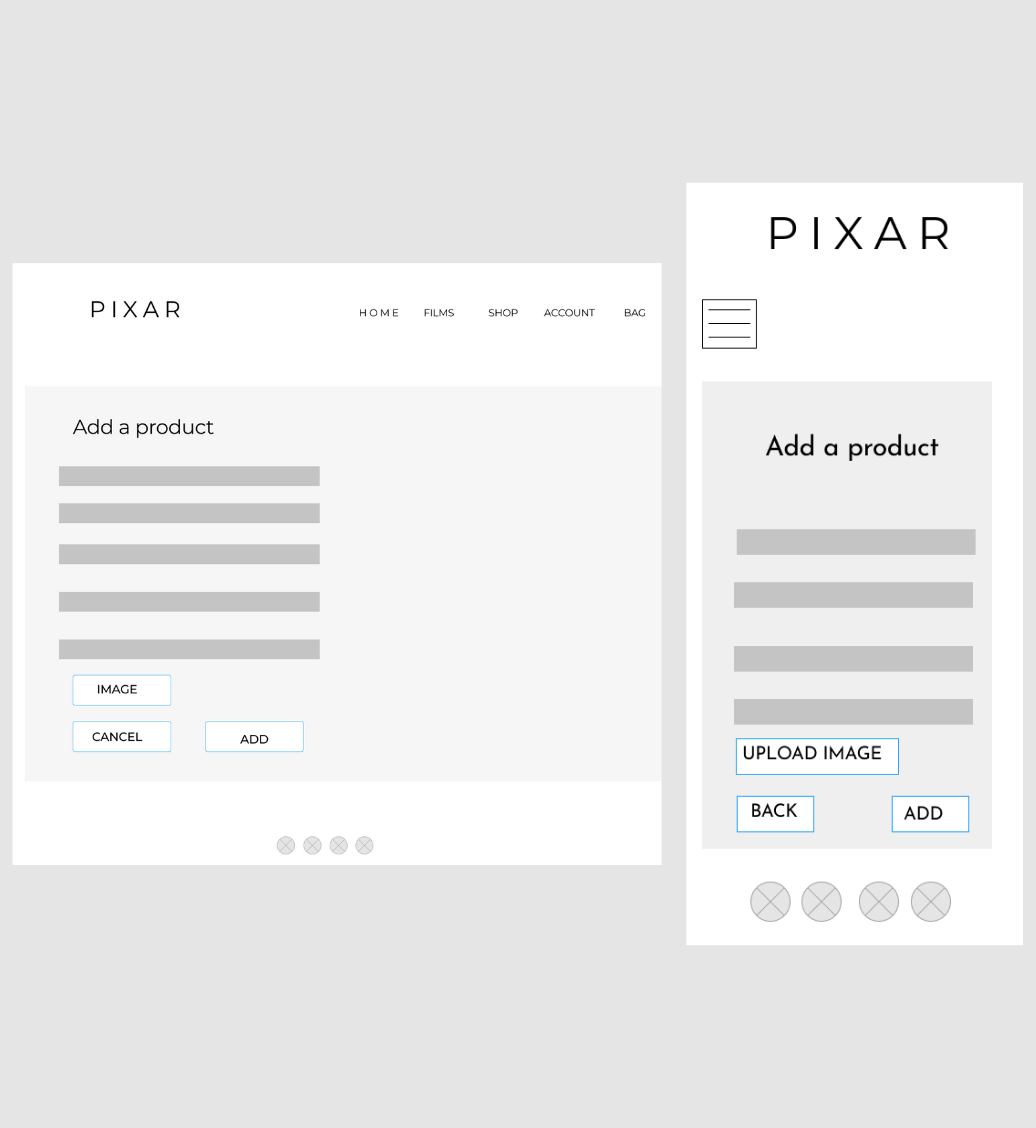 PIXAR
HOME FILMS SHOP ACCOUNT BAG
Add a product
IMAGE
CANCEL ADD
PIXAR
Add a product
UPLOAD IMAGE
BACK ADD